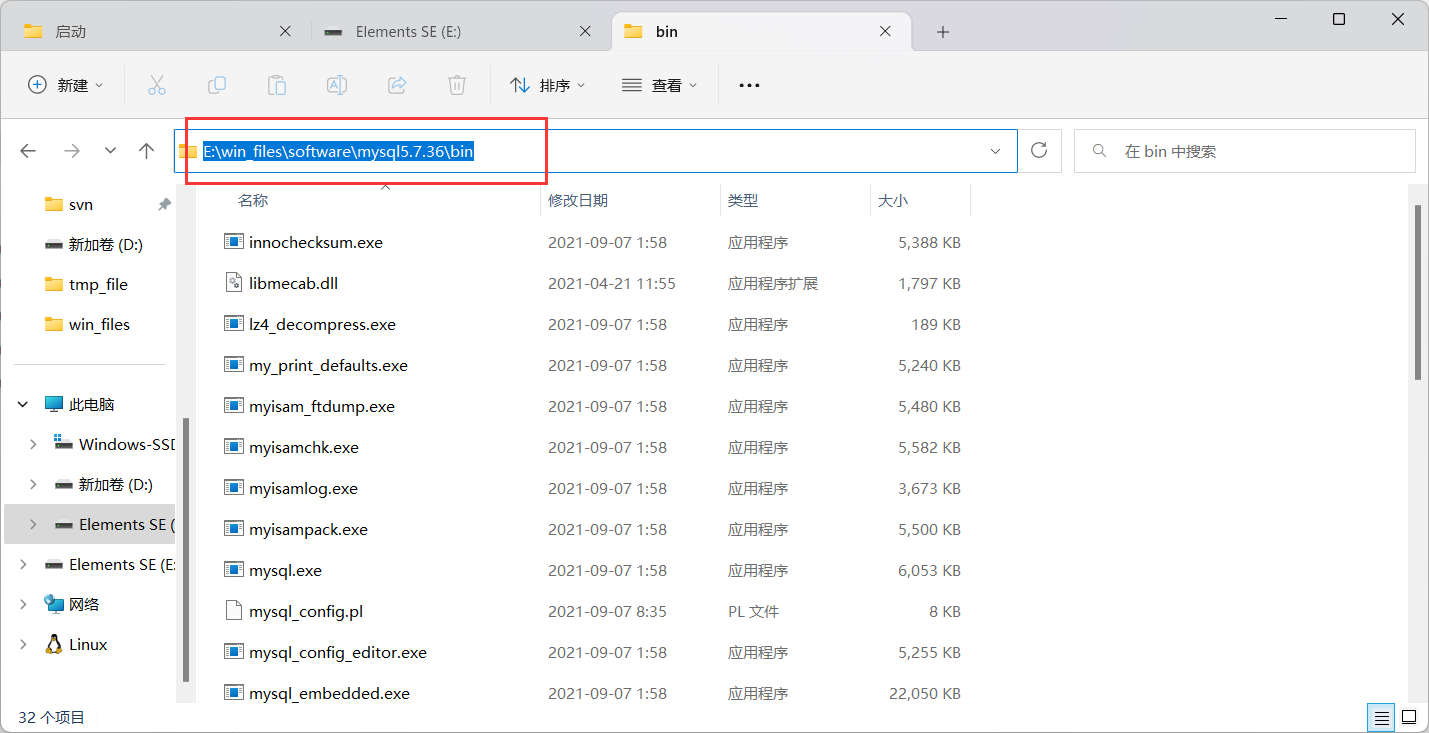 启动
Elements SE (E:)
bin
新建
排序
查看
E:\win_files\software\mysql5.7.36\bin
在 bin 中搜索
svn
新加卷 (D:)
tmp_file
win_files
此电脑
Windows-SSD
新加卷 (D:)
Elements SE (
Elements SE (E:
网络
Linux
名称 修改日期 类型 大小
innochecksum.exe 2021-09-07 1:58 应用程序 5,388 KB
libmecab.dll 2021-04-21 11:55 应用程序扩展 1,797 KB
lz4_decompress.exe 2021-09-07 1:58 应用程序 189 KB
my_print_defaults.exe 2021-09-07 1:58 应用程序 5,240 KB
myisam_ftdump.exe 2021-09-07 1:58 应用程序 5,480 KB
myisamchk.exe 2021-09-07 1:58 应用程序 5,582 KB
myisamlog.exe 2021-09-07 1:58 应用程序 3,673 KB
myisampack.exe 2021-09-07 1:58 应用程序 5,500 KB
mysql.exe 2021-09-07 1:58 应用程序 6,053 KB
mysql_config.pl 2021-09-07 8:35 PL 文件 8 KB
mysql_config_editor.exe 2021-09-07 1:58 应用程序 5,255 KB
mysql_embedded.exe 2021-09-07 1:58 应用程序 22,050 KB
32 个项目